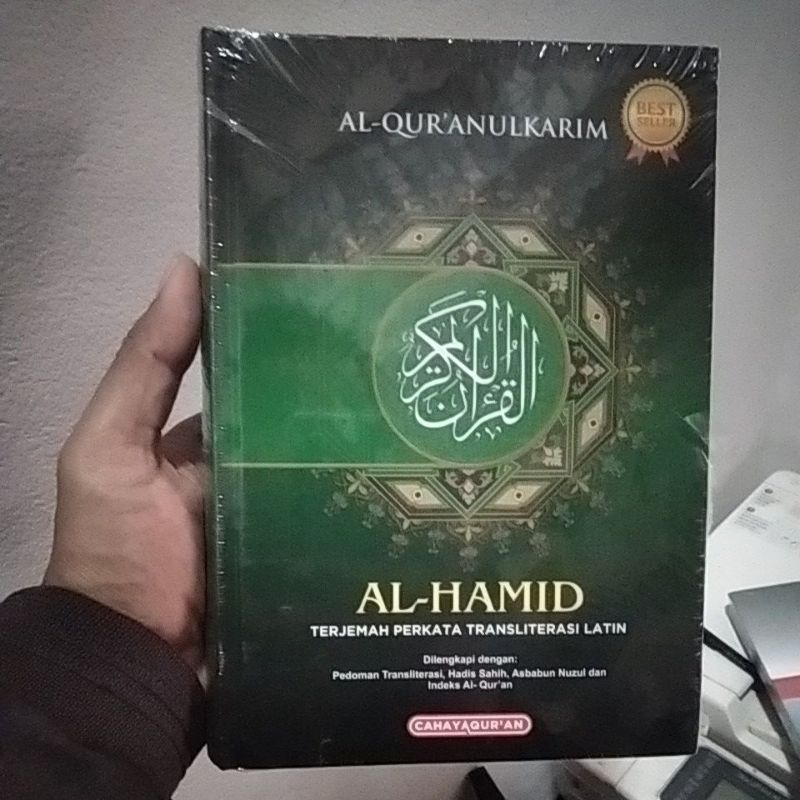 AL-QUR'ANULKARIM
BEST
SELLER
القرآن الكريم
AL-HAMID
TERJEMAH PERKATA TRANSLITERASI LATIN
Dilengkapi dengan:
Pedoman Transliterasi, Hadis Sahih, Asbabun Nuzul dan
Indeks Al- Qur'an
CAHAYAQUR'AN